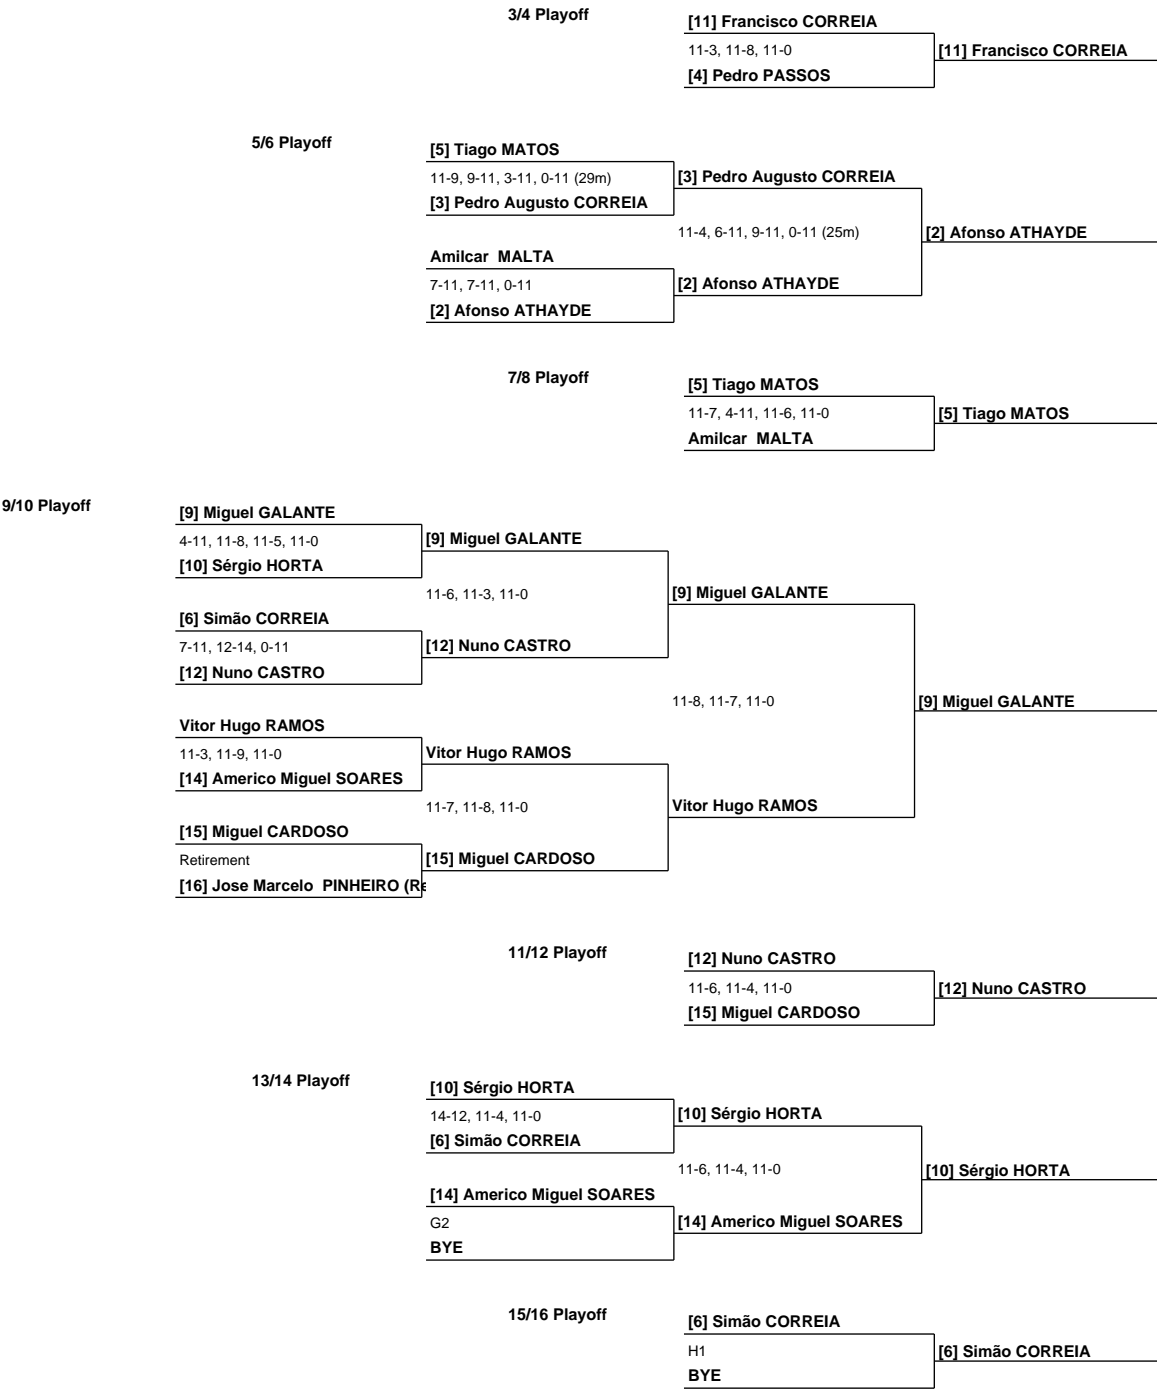 3/4 Playoff
[11] Francisco CORREIA
11-3, 11-8, 11-0
[11] Francisco CORREIA
[4] Pedro PASSOS
5/6 Playoff
[5] Tiago MATOS
11-9, 9-11, 3-11, 0-11 (29m)
[3] Pedro Augusto CORREIA
[3] Pedro Augusto CORREIA
11-4, 6-11, 9-11, 0-11 (25m)
[2] Afonso ATHAYDE
Amilcar MALTA
7-11, 7-11, 0-11
[2] Afonso ATHAYDE
[2] Afonso ATHAYDE
7/8 Playoff
[5] Tiago MATOS
11-7, 4-11, 11-6, 11-0
[5] Tiago MATOS
Amilcar MALTA
9/10 Playoff
[9] Miguel GALANTE
4-11, 11-8, 11-5, 11-0
[9] Miguel GALANTE
[10] Sérgio HORTA
11-6, 11-3, 11-0
[9] Miguel GALANTE
[6] Simão CORREIA
7-11, 12-14, 0-11
[12] Nuno CASTRO
[12] Nuno CASTRO
11-8, 11-7, 11-0
[9] Miguel GALANTE
Vitor Hugo RAMOS
11-3, 11-9, 11-0
Vitor Hugo RAMOS
[14] Americo Miguel SOARES
11-7, 11-8, 11-0
Vitor Hugo RAMOS
[15] Miguel CARDOSO
Retirement
[15] Miguel CARDOSO
[16] Jose Marcelo PINHEIRO (Re
11/12 Playoff
[12] Nuno CASTRO
11-6, 11-4, 11-0
[12] Nuno CASTRO
[15] Miguel CARDOSO
13/14 Playoff
[10] Sérgio HORTA
14-12, 11-4, 11-0
[10] Sérgio HORTA
[6] Simão CORREIA
11-6, 11-4, 11-0
[10] Sérgio HORTA
[14] Americo Miguel SOARES
G2
[14] Americo Miguel SOARES
BYE
15/16 Playoff
[6] Simão CORREIA
H1
[6] Simão CORREIA
BYE